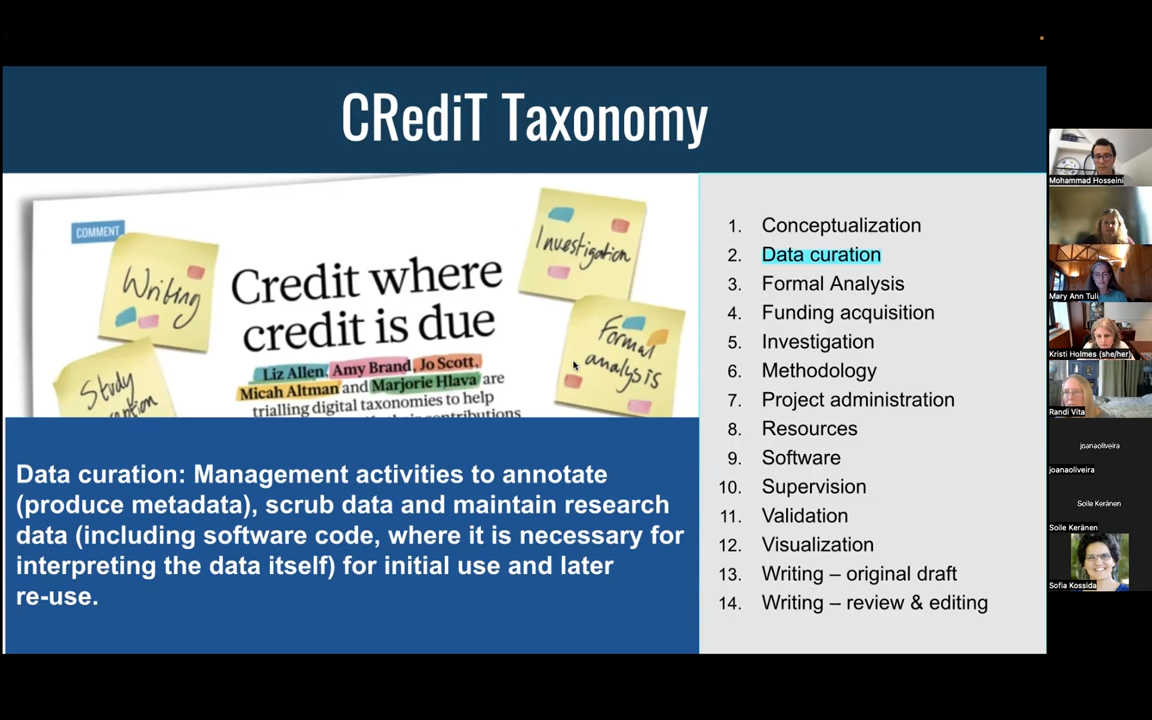 CRediT Taxonomy
COMMENT
Writing
Study
Credit where
credit is due
Liz Allen, Amy Brand, Jo Scott,
Micah Altman and Marjorie Hlava are
trialling digital taxonomies to help
contributions
Investigation
Formal
analysis
Data curation: Management activities to annotate
(produce metadata), scrub data and maintain research
data (including software code, where it is necessary for
interpreting the data itself) for initial use and later
re-use.
1. Conceptualization
2. Data curation
3. Formal Analysis
4. Funding acquisition
5. Investigation
6. Methodology
7. Project administration
8. Resources
9. Software
10. Supervision
11. Validation
12. Visualization
13. Writing – original draft
14. Writing – review & editing
Mohammad Hosseini
Mary Ann Tuli
Kristi Holmes (she/her)
Randi Vita
joanaoliveira
joanaoliveira
Soile Keränen
Soile Keränen
Sofia Kossida